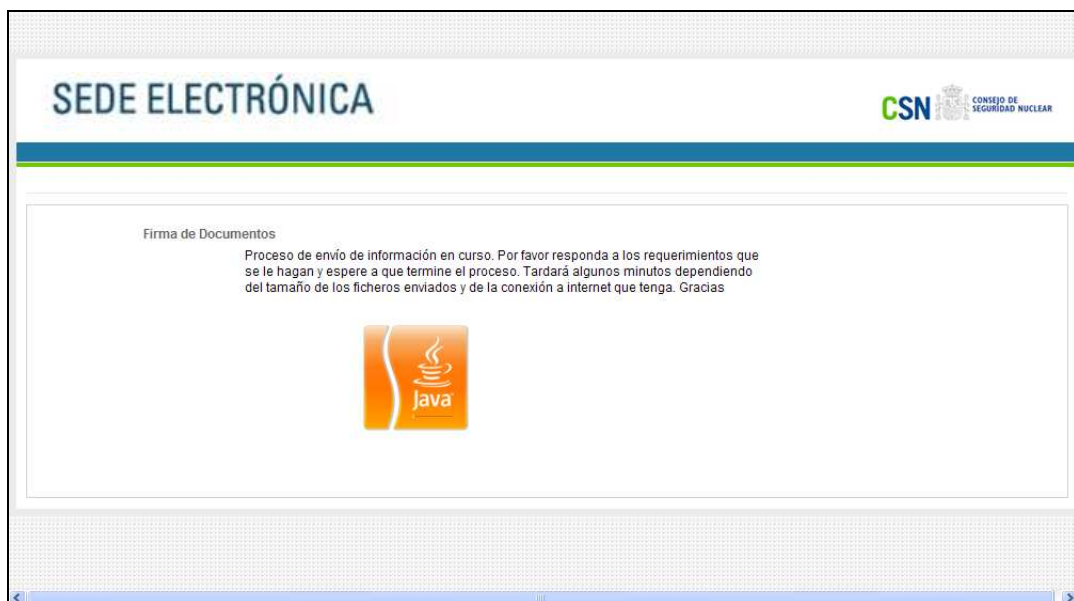 SEDE ELECTRÓNICA
CSN
CONSEJO DE
SEGURIDAD NUCLEAR
Firma de Documentos
Proceso de envío de información en curso. Por favor responda a los requerimientos que
se le hagan y espere a que termine el proceso. Tardará algunos minutos dependiendo
del tamaño de los ficheros enviados y de la conexión a internet que tenga. Gracias
Java